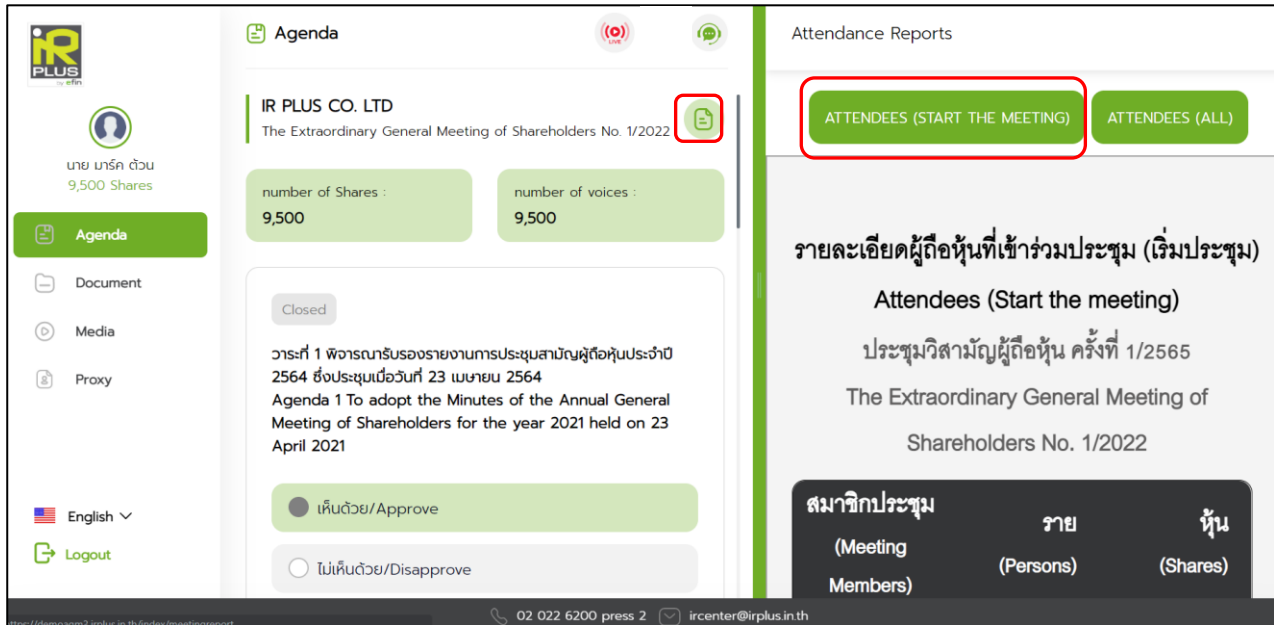 iR
PLUS
by efin
นาย มาร์ค ต้วน
9,500 Shares
Agenda
Document
Media
Proxy
English
Logout
Agenda
LIVE
IR PLUS CO. LTD
The Extraordinary General Meeting of Shareholders No. 1/2022
number of Shares :
9,500
number of voices :
9,500
Closed
วาระที่ 1 พิจารณารับรองรายงานการประชุมสามัญผู้ถือหุ้นประจำปี
2564 ซึ่งประชุมเมื่อวันที่ 23 เมษายน 2564
Agenda 1 To adopt the Minutes of the Annual General
Meeting of Shareholders for the year 2021 held on 23
April 2021
เห็นด้วย/Approve
ไม่เห็นด้วย/Disapprove
Attendance Reports
ATTENDEES (START THE MEETING)
ATTENDEES (ALL)
รายละเอียดผู้ถือหุ้นที่เข้าร่วมประชุม (เริ่มประชุม)
Attendees (Start the meeting)
ประชุมวิสามัญผู้ถือหุ้น ครั้งที่ 1/2565
The Extraordinary General Meeting of
Shareholders No. 1/2022
สมาชิกประชุม
(Meeting
Members)
ราย
(Persons)
หุ้น
(Shares)
02 022 6200 press 2
ircenter@irplus.in.th
https://demoagm2.irplus.in.th/index/meetingreport